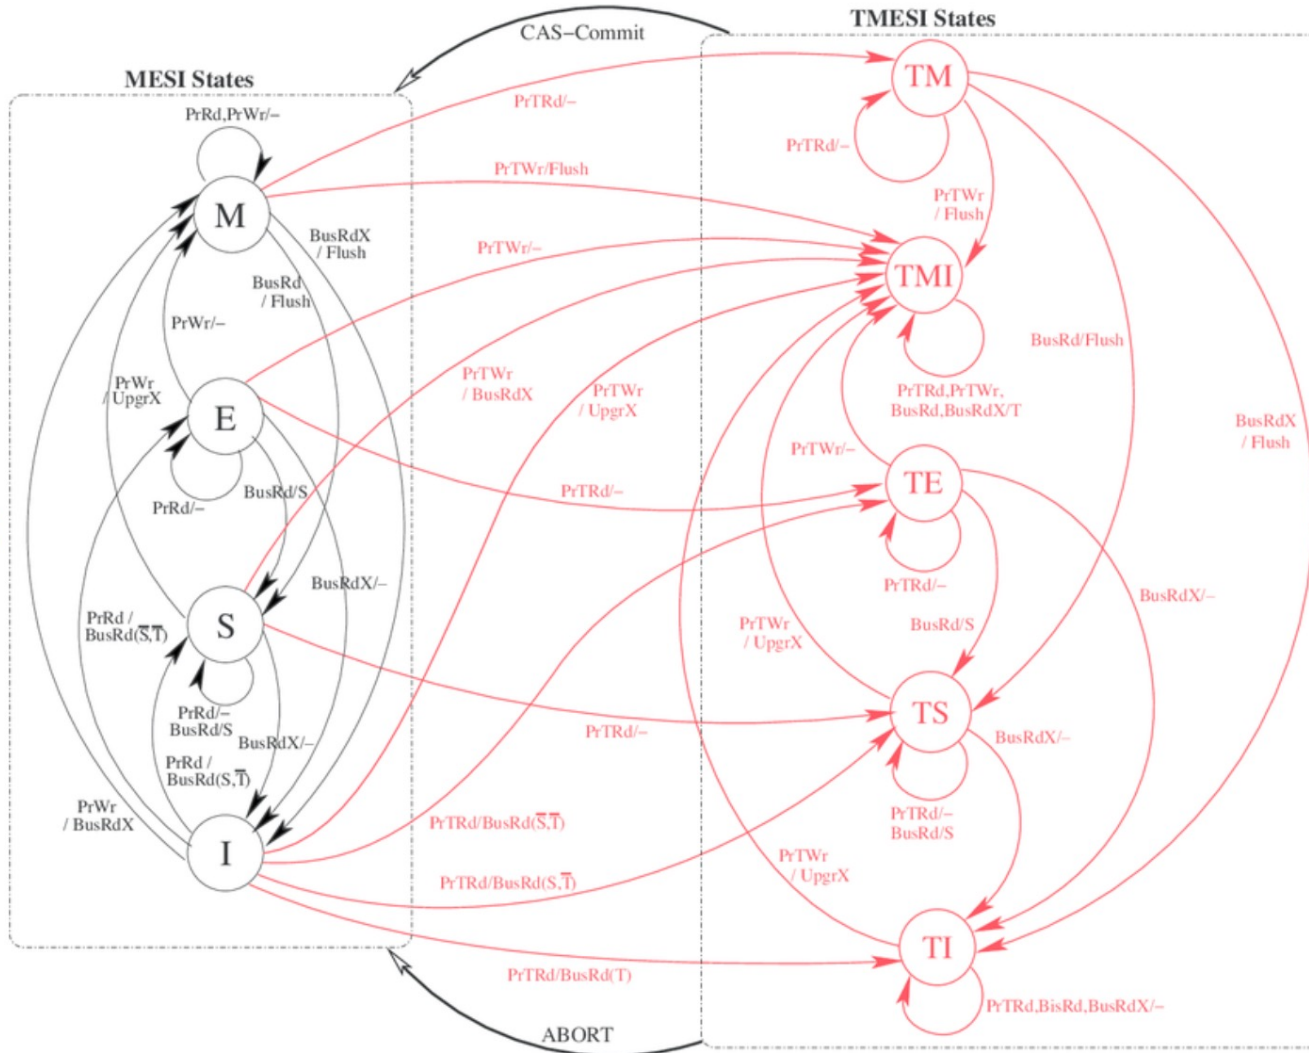 CAS–Commit
TMESI States
MESI States
TM
PrRd,PrWr/–
PrTRd/–
PrTRd/–
PrTWr/Flush
PrTWr
/ Flush
M
BusRdX
/ Flush
PrTWr/–
TMI
BusRd
/ Flush
PrWr/–
BusRd/Flush
PrWr
/ UpgrX
PrTWr
/ BusRdX
PrTWr
/ UpgrX
PrTRd,PrTWr,
BusRd,BusRdX/T
BusRdX
/ Flush
E
PrTWr/–
TE
BusRd/S
PrRd/–
PrTRd/–
PrTRd/–
BusRdX/–
BusRdX/–
PrRd /
BusRd(S̅,T̅)
S
BusRd/S
PrTWr
/ UpgrX
PrRd/–
BusRd/S
TS
PrTRd/–
BusRdX/–
BusRdX/–
PrRd /
BusRd(S,T̅)
PrWr
/ BusRdX
PrTRd/BusRd(S̅,T̅)
PrTRd/–
BusRd/S
I
PrTWr
/ UpgrX
PrTRd/BusRd(S,T̅)
TI
PrTRd/BusRd(T)
PrTRd,BisRd,BusRdX/–
ABORT